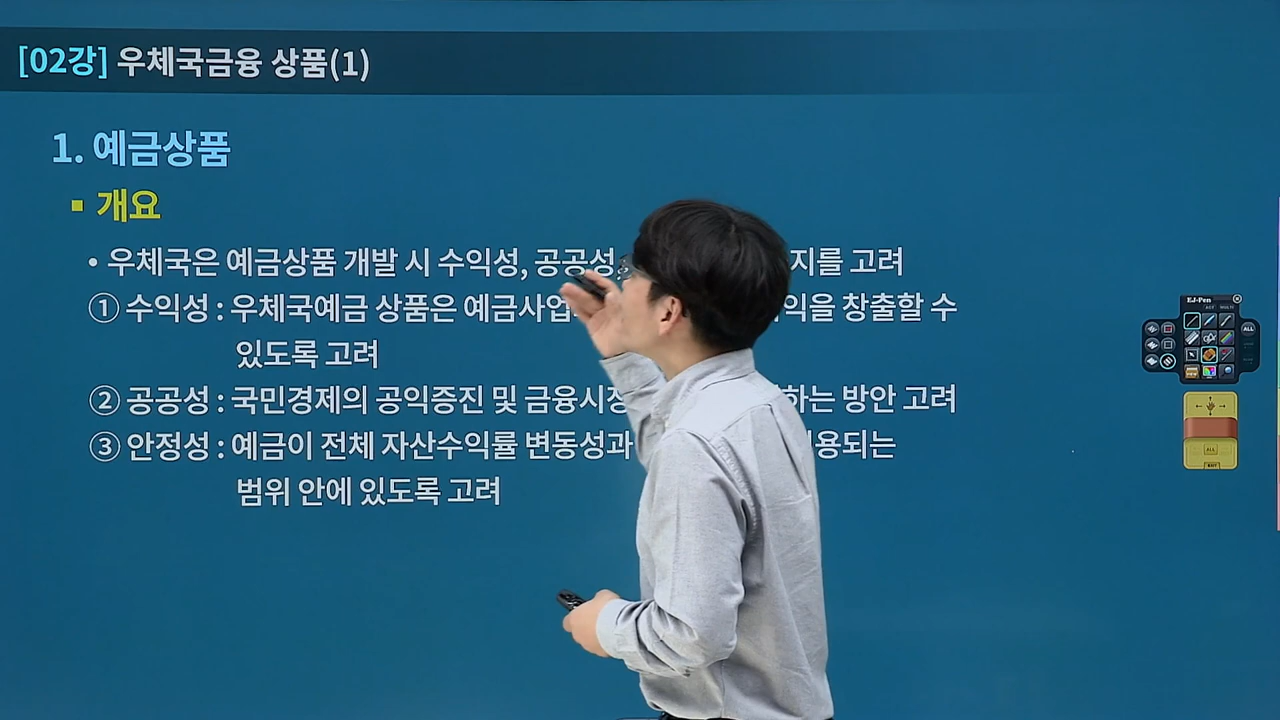 [02강] 우체국금융 상품(1)
1. 예금상품
▪ 개요
• 우체국은 예금상품 개발 시 수익성, 공공성, 지를 고려
① 수익성 : 우체국예금 상품은 예금사업 익을 창출할 수
있도록 고려
② 공공성 : 국민경제의 공익증진 및 금융시장 하는 방안 고려
③ 안정성 : 예금이 전체 자산수익률 변동성과 용되는
범위 안에 있도록 고려
EJ-Pen
ALL
ALL
EXIT